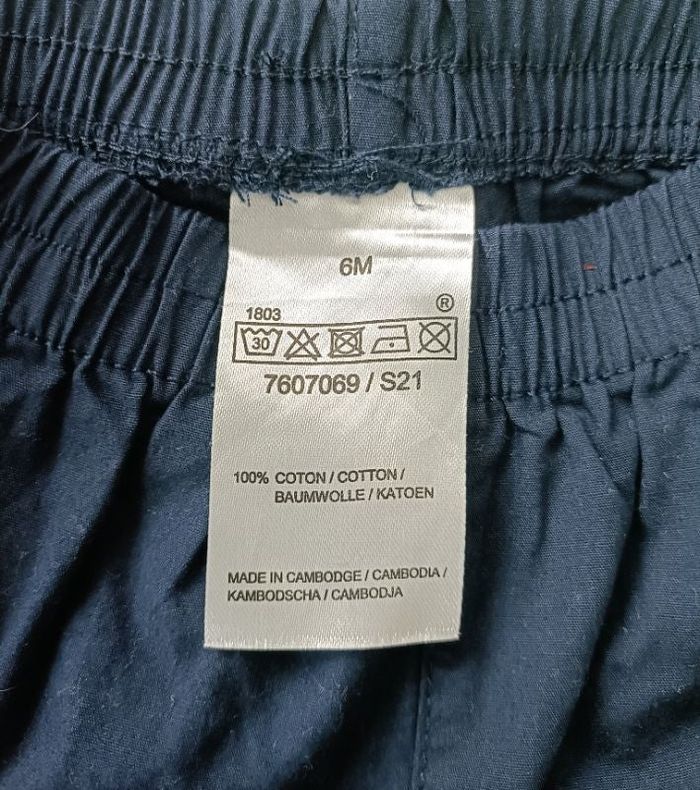 6M
1803 ®
30
7607069 / S21
100% COTON / COTTON /
BAUMWOLLE / KATOEN
MADE IN CAMBODGE / CAMBODIA /
KAMBODSCHA / CAMBODJA